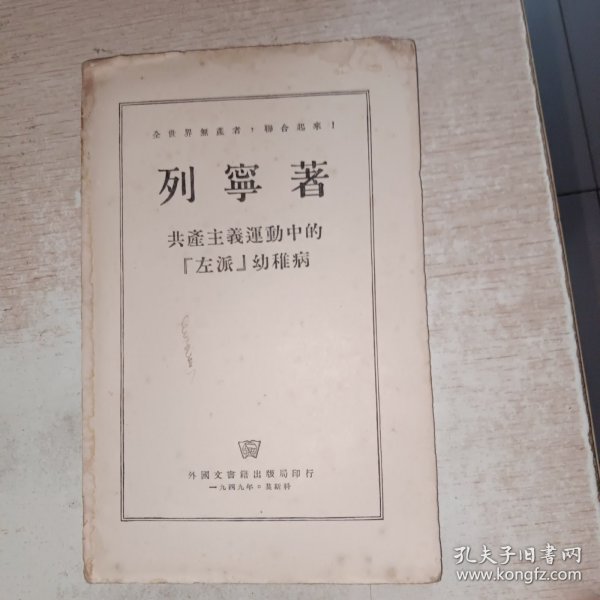 全世界無產者，聯合起來！
列寧著
共產主義運動中的
『左派』幼稚病
外國文書籍出版局印行
一九四九年。莫斯科
孔夫子旧书网
www.kongfz.com